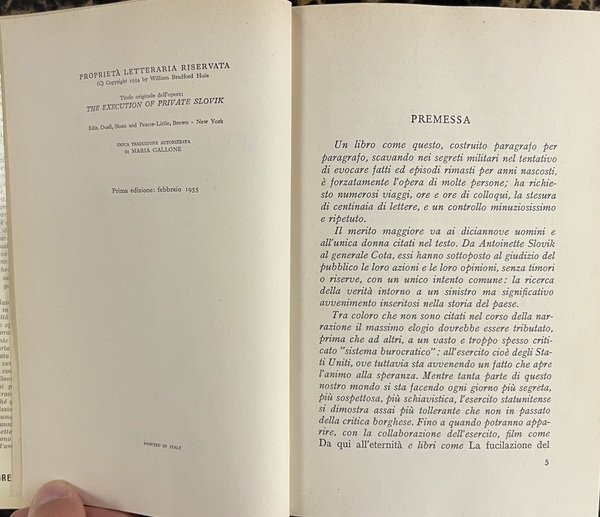 PROPRIETÀ LETTERARIA RISERVATA
(C) Copyright 1954 by William Bradford Huie
Titolo originale dell'opera:
THE EXECUTION OF PRIVATE SLOVIK
Edit. Duell, Sloan and Pearce-Little, Brown - New York
UNICA TRADUZIONE AUTORIZZATA
DI MARIA GALLONE
Prima edizione: febbraio 1955
PRINTED IN ITALY
PREMESSA
Un libro come questo, costruito paragrafo per
paragrafo, scavando nei segreti militari nel tentativo
di evocare fatti ed episodi rimasti per anni nascosti,
è forzatamente l'opera di molte persone; ha richie-
sto numerosi viaggi, ore e ore di colloqui, la stesura
di centinaia di lettere, e un controllo minuziosissimo
e ripetuto.
Il merito maggiore va ai diciannove uomini e
all'unica donna citati nel testo. Da Antoinette Slovik
al generale Cota, essi hanno sottoposto al giudizio del
pubblico le loro azioni e le loro opinioni, senza timori
o riserve, con un unico intento comune: la ricerca
della verità intorno a un sinistro ma significativo
avvenimento inseritosi nella storia del paese.
Tra coloro che non sono citati nel corso della nar-
razione il massimo elogio dovrebbe essere tributato,
prima che ad altri, a un vasto e troppo spesso criti-
cato "sistema burocratico": all'esercito cioè degli Sta-
ti Uniti, ove tuttavia sta avvenendo un fatto che apre
l'animo alla speranza. Mentre tanta parte di questo
nostro mondo si sta facendo ogni giorno più segreta,
più sospettosa, più schiavistica, l'esercito statunitense
si dimostra assai più tollerante che non in passato
della critica borghese. Fino a quando potranno appa-
rire, con la collaborazione dell'esercito, film come
Da qui all'eternità e libri come La fucilazione del
5